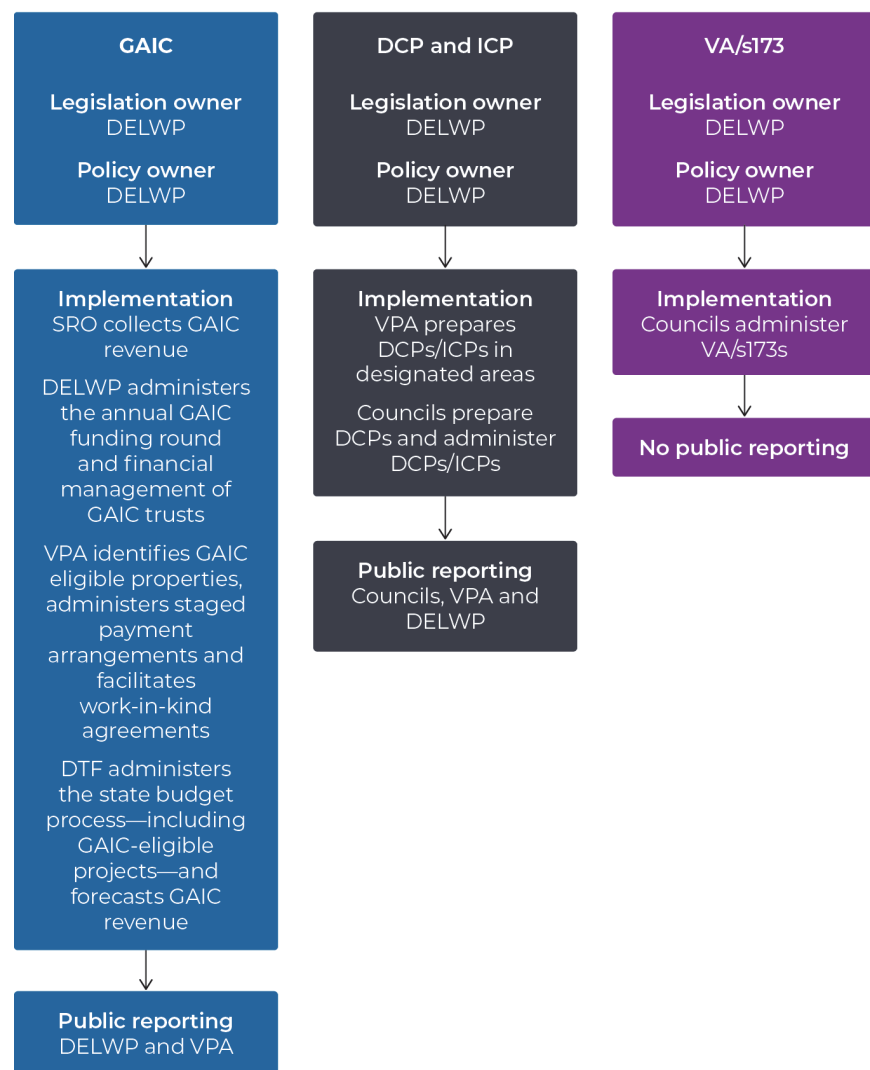 GAIC
Legislation owner
DELWP
Policy owner
DELWP
Implementation
SRO collects GAIC
revenue
DELWP administers
the annual GAIC
funding round
and financial
management of
GAIC trusts
VPA identifies GAIC
eligible properties,
administers staged
payment
arrangements and
facilitates
work-in-kind
agreements
DTF administers
the state budget
process—including
GAIC-eligible
projects—and
forecasts GAIC
revenue
Public reporting
DELWP and VPA
DCP and ICP
Legislation owner
DELWP
Policy owner
DELWP
Implementation
VPA prepares
DCPs/ICPs in
designated areas
Councils prepare
DCPs and administer
DCPs/ICPs
Public reporting
Councils, VPA and
DELWP
VA/s173
Legislation owner
DELWP
Policy owner
DELWP
Implementation
Councils administer
VA/s173s
No public reporting